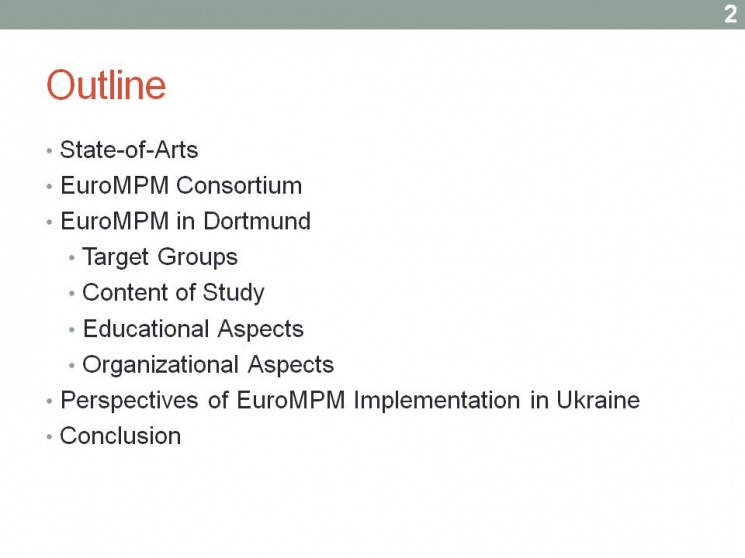 2
Outline
• State-of-Arts
• EuroMPM Consortium
• EuroMPM in Dortmund
• Target Groups
• Content of Study
• Educational Aspects
• Organizational Aspects
• Perspectives of EuroMPM Implementation in Ukraine
• Conclusion